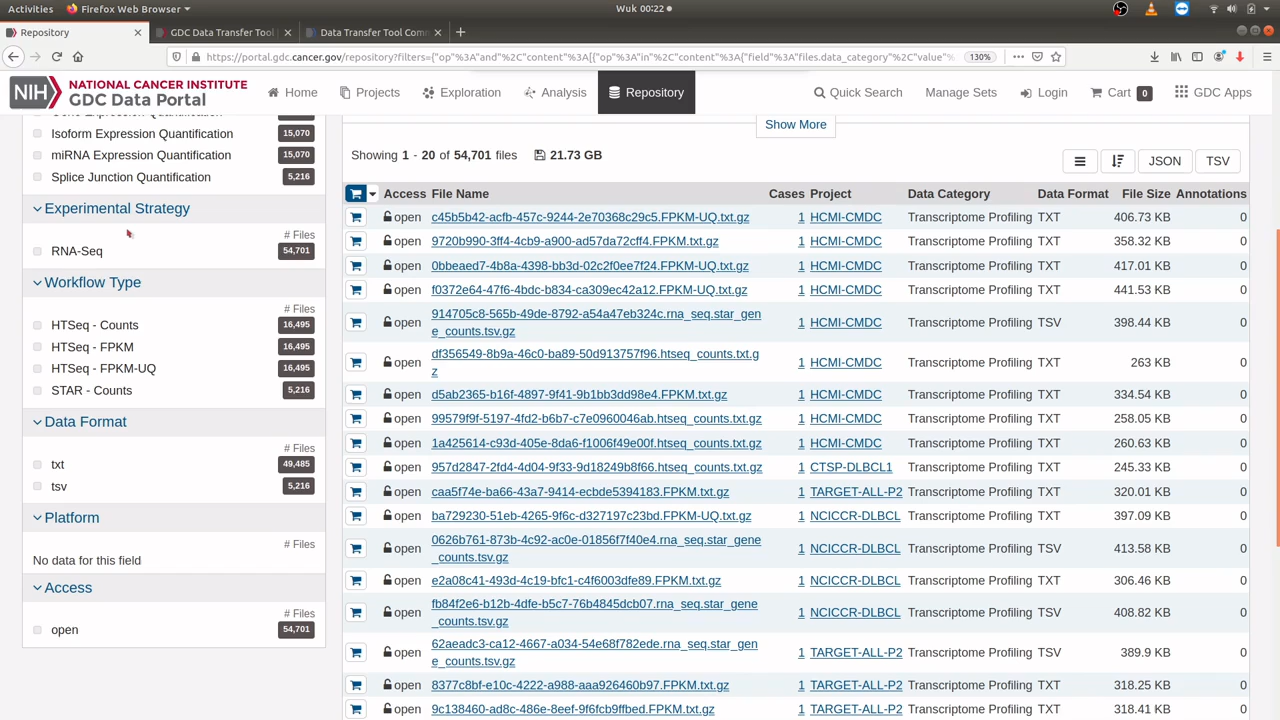 Activities
Firefox Web Browser
Wuk 00:22
Repository
GDC Data Transfer Tool
Data Transfer Tool Com
https://portal.gdc.cancer.gov/repository?filters={"op"%3A"and"%2C"content"%3A[{"op"%3A"in"%2C"content"%3A{"field"%3A"files.data_category"%2C"value"%
130%
NIH
NATIONAL CANCER INSTITUTE
GDC Data Portal
Home
Projects
Exploration
Analysis
Repository
Quick Search
Manage Sets
Login
Cart 0
GDC Apps
Gene Expression Quantification
Isoform Expression Quantification 15,070
miRNA Expression Quantification 15,070
Splice Junction Quantification 5,216
Experimental Strategy
# Files
RNA-Seq 54,701
Workflow Type
# Files
HTSeq - Counts 16,495
HTSeq - FPKM 16,495
HTSeq - FPKM-UQ 16,495
STAR - Counts 5,216
Data Format
# Files
txt 49,485
tsv 5,216
Platform
# Files
No data for this field
Access
# Files
open 54,701
Show More
Showing 1 - 20 of 54,701 files 21.73 GB
JSON
TSV
Access File Name Cases Project Data Category Data Format File Size Annotations
open c45b5b42-acfb-457c-9244-2e70368c29c5.FPKM-UQ.txt.gz 1 HCMI-CMDC Transcriptome Profiling TXT 406.73 KB 0
open 9720b990-3ff4-4cb9-a900-ad57da72cff4.FPKM.txt.gz 1 HCMI-CMDC Transcriptome Profiling TXT 358.32 KB 0
open 0bbeaed7-4b8a-4398-bb3d-02c2f0ee7f24.FPKM-UQ.txt.gz 1 HCMI-CMDC Transcriptome Profiling TXT 417.01 KB 0
open f0372e64-47f6-4bdc-b834-ca309ec42a12.FPKM-UQ.txt.gz 1 HCMI-CMDC Transcriptome Profiling TXT 441.53 KB 0
open 914705c8-565b-49de-8792-a54a47eb324c.rna_seq.star_gen
e_counts.tsv.gz 1 HCMI-CMDC Transcriptome Profiling TSV 398.44 KB 0
open df356549-8b9a-46c0-ba89-50d913757f96.htseq_counts.txt.g
z 1 HCMI-CMDC Transcriptome Profiling TXT 263 KB 0
open d5ab2365-b16f-4897-9f41-9b1bb3dd98e4.FPKM.txt.gz 1 HCMI-CMDC Transcriptome Profiling TXT 334.54 KB 0
open 99579f9f-5197-4fd2-b6b7-c7e0960046ab.htseq_counts.txt.gz 1 HCMI-CMDC Transcriptome Profiling TXT 258.05 KB 0
open 1a425614-c93d-405e-8da6-f1006f49e00f.htseq_counts.txt.gz 1 HCMI-CMDC Transcriptome Profiling TXT 260.63 KB 0
open 957d2847-2fd4-4d04-9f33-9d18249b8f66.htseq_counts.txt.gz 1 CTSP-DLBCL1 Transcriptome Profiling TXT 245.33 KB 0
open caa5f74e-ba66-43a7-9414-ecbde5394183.FPKM.txt.gz 1 TARGET-ALL-P2 Transcriptome Profiling TXT 320.01 KB 0
open ba729230-51eb-4265-9f6c-d327197c23bd.FPKM-UQ.txt.gz 1 NCICCR-DLBCL Transcriptome Profiling TXT 397.09 KB 0
open 0626b761-873b-4c92-ac0e-01856f7f40e4.rna_seq.star_gene
_counts.tsv.gz 1 NCICCR-DLBCL Transcriptome Profiling TSV 413.58 KB 0
open e2a08c41-493d-4c19-bfc1-c4f6003dfe89.FPKM.txt.gz 1 NCICCR-DLBCL Transcriptome Profiling TXT 306.46 KB 0
open fb84f2e6-b12b-4dfe-b5c7-76b4845dcb07.rna_seq.star_gene
_counts.tsv.gz 1 NCICCR-DLBCL Transcriptome Profiling TSV 408.82 KB 0
open 62aeadc3-ca12-4667-a034-54e68f782ede.rna_seq.star_gen
e_counts.tsv.gz 1 TARGET-ALL-P2 Transcriptome Profiling TSV 389.9 KB 0
open 8377c8bf-e10c-4222-a988-aaa926460b97.FPKM.txt.gz 1 TARGET-ALL-P2 Transcriptome Profiling TXT 318.25 KB 0
open 9c138460-ad8c-486e-8eef-9f6fcb9ffbed.FPKM.txt.gz 1 TARGET-ALL-P2 Transcriptome Profiling TXT 318.41 KB 0